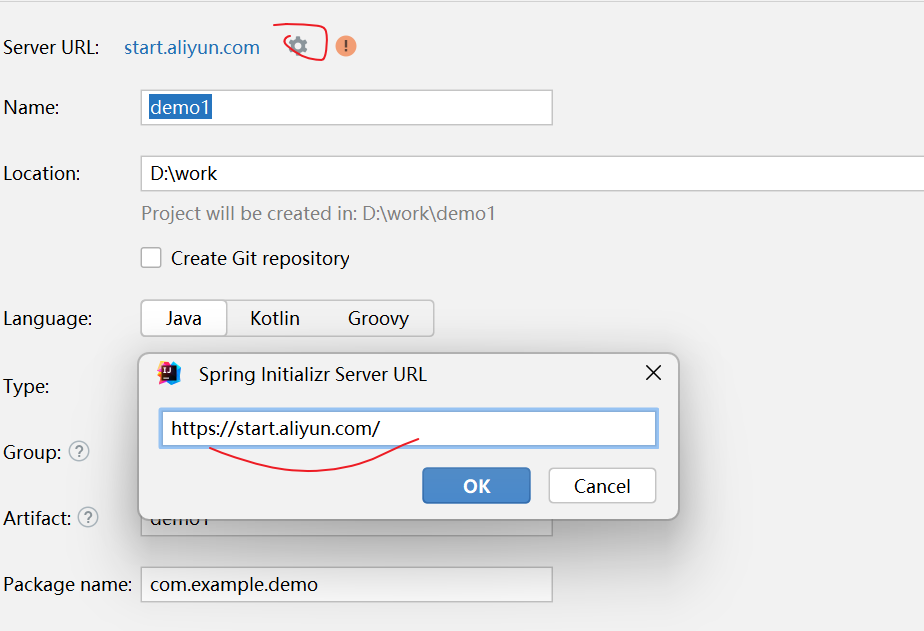 Server URL: start.aliyun.com
Name: demo1
Location: D:\work
Project will be created in: D:\work\demo1
Create Git repository
Language: Java Kotlin Groovy
Spring Initializr Server URL
Type:
https://start.aliyun.com/
Group:
OK Cancel
Artifact: demo1
Package name: com.example.demo